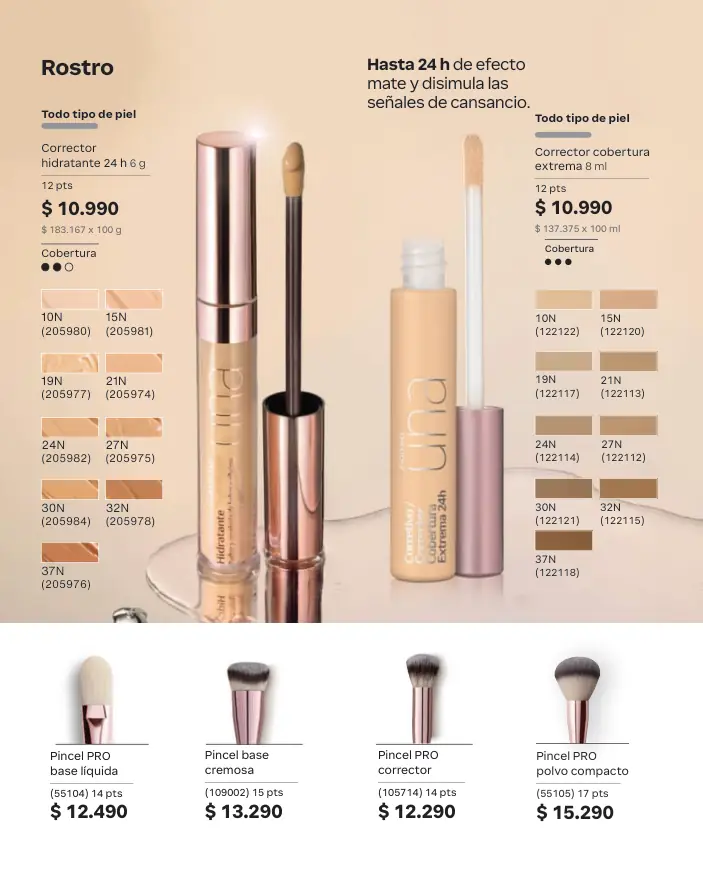 Rostro
Todo tipo de piel
Corrector
hidratante 24 h 6 g
12 pts
$ 10.990
$ 183.167 x 100 g
Cobertura
10N
(205980)
15N
(205981)
19N
(205977)
21N
(205974)
24N
(205982)
27N
(205975)
30N
(205984)
32N
(205978)
37N
(205976)
una
Hidratante
Hasta 24 h de efecto
mate y disimula las
señales de cansancio.
Todo tipo de piel
Corrector cobertura
extrema 8 ml
12 pts
$ 10.990
$ 137.375 x 100 ml
Cobertura
10N
(122122)
15N
(122120)
19N
(122117)
21N
(122113)
24N
(122114)
27N
(122112)
30N
(122121)
32N
(122115)
37N
(122118)
una
Corretivo/
Corrector
Cobertura
Extrema 24h
Pincel PRO
base líquida
(55104) 14 pts
$ 12.490
Pincel base
cremosa
(109002) 15 pts
$ 13.290
Pincel PRO
corrector
(105714) 14 pts
$ 12.290
Pincel PRO
polvo compacto
(55105) 17 pts
$ 15.290